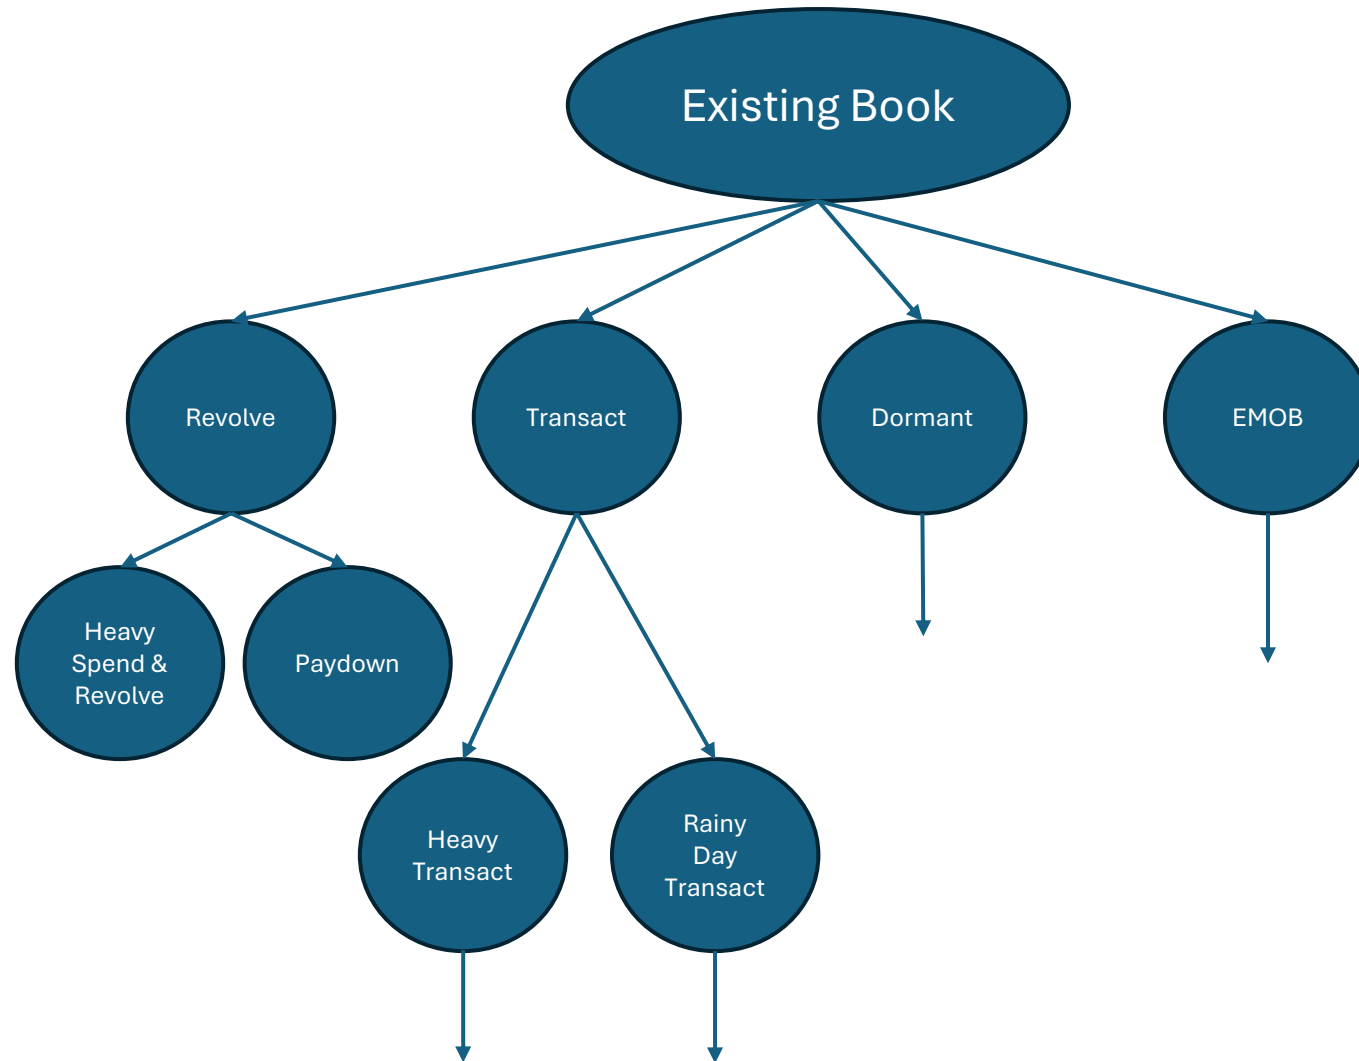 Existing Book
Revolve
Transact
Dormant
EMOB
Heavy
Spend &
Revolve
Paydown
Heavy
Transact
Rainy
Day
Transact